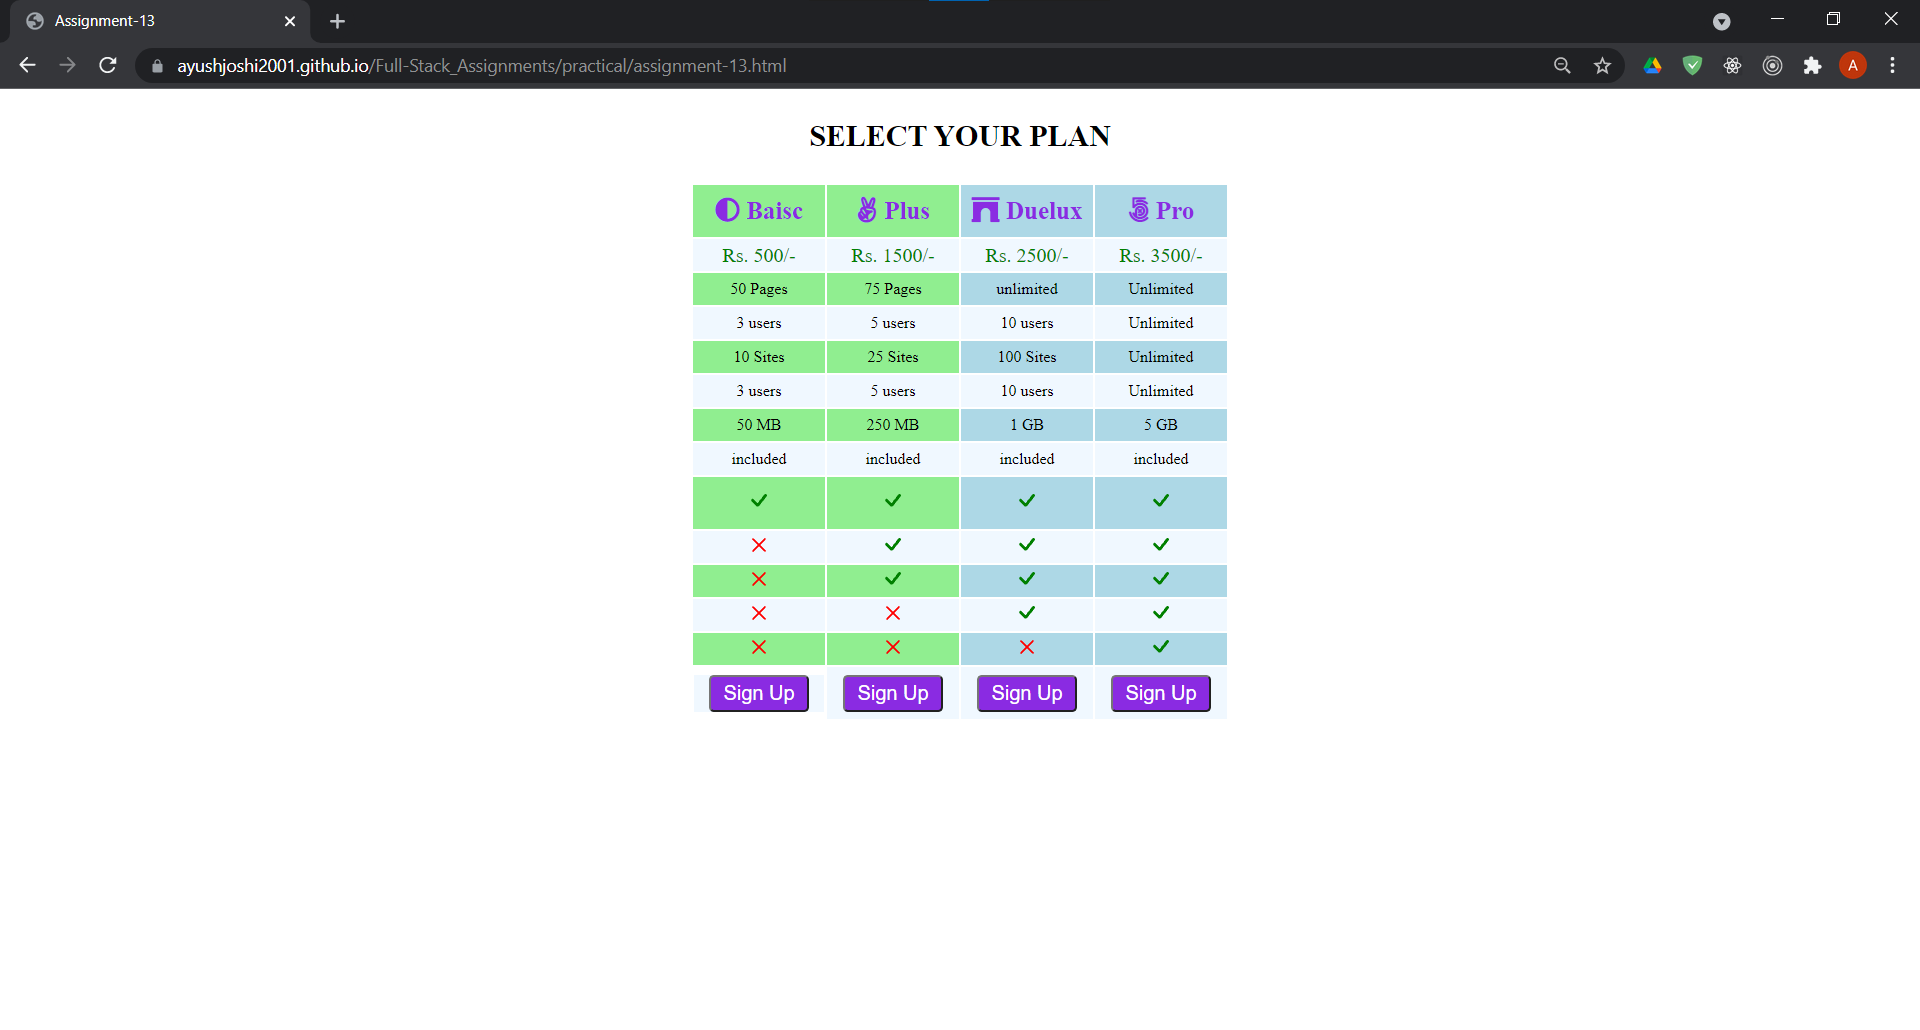 Assignment-13
ayushjoshi2001.github.io/Full-Stack_Assignments/practical/assignment-13.html
A
SELECT YOUR PLAN
Baisc Plus Duelux Pro
Rs. 500/- Rs. 1500/- Rs. 2500/- Rs. 3500/-
50 Pages 75 Pages unlimited Unlimited
3 users 5 users 10 users Unlimited
10 Sites 25 Sites 100 Sites Unlimited
3 users 5 users 10 users Unlimited
50 MB 250 MB 1 GB 5 GB
included included included included
Sign Up Sign Up Sign Up Sign Up